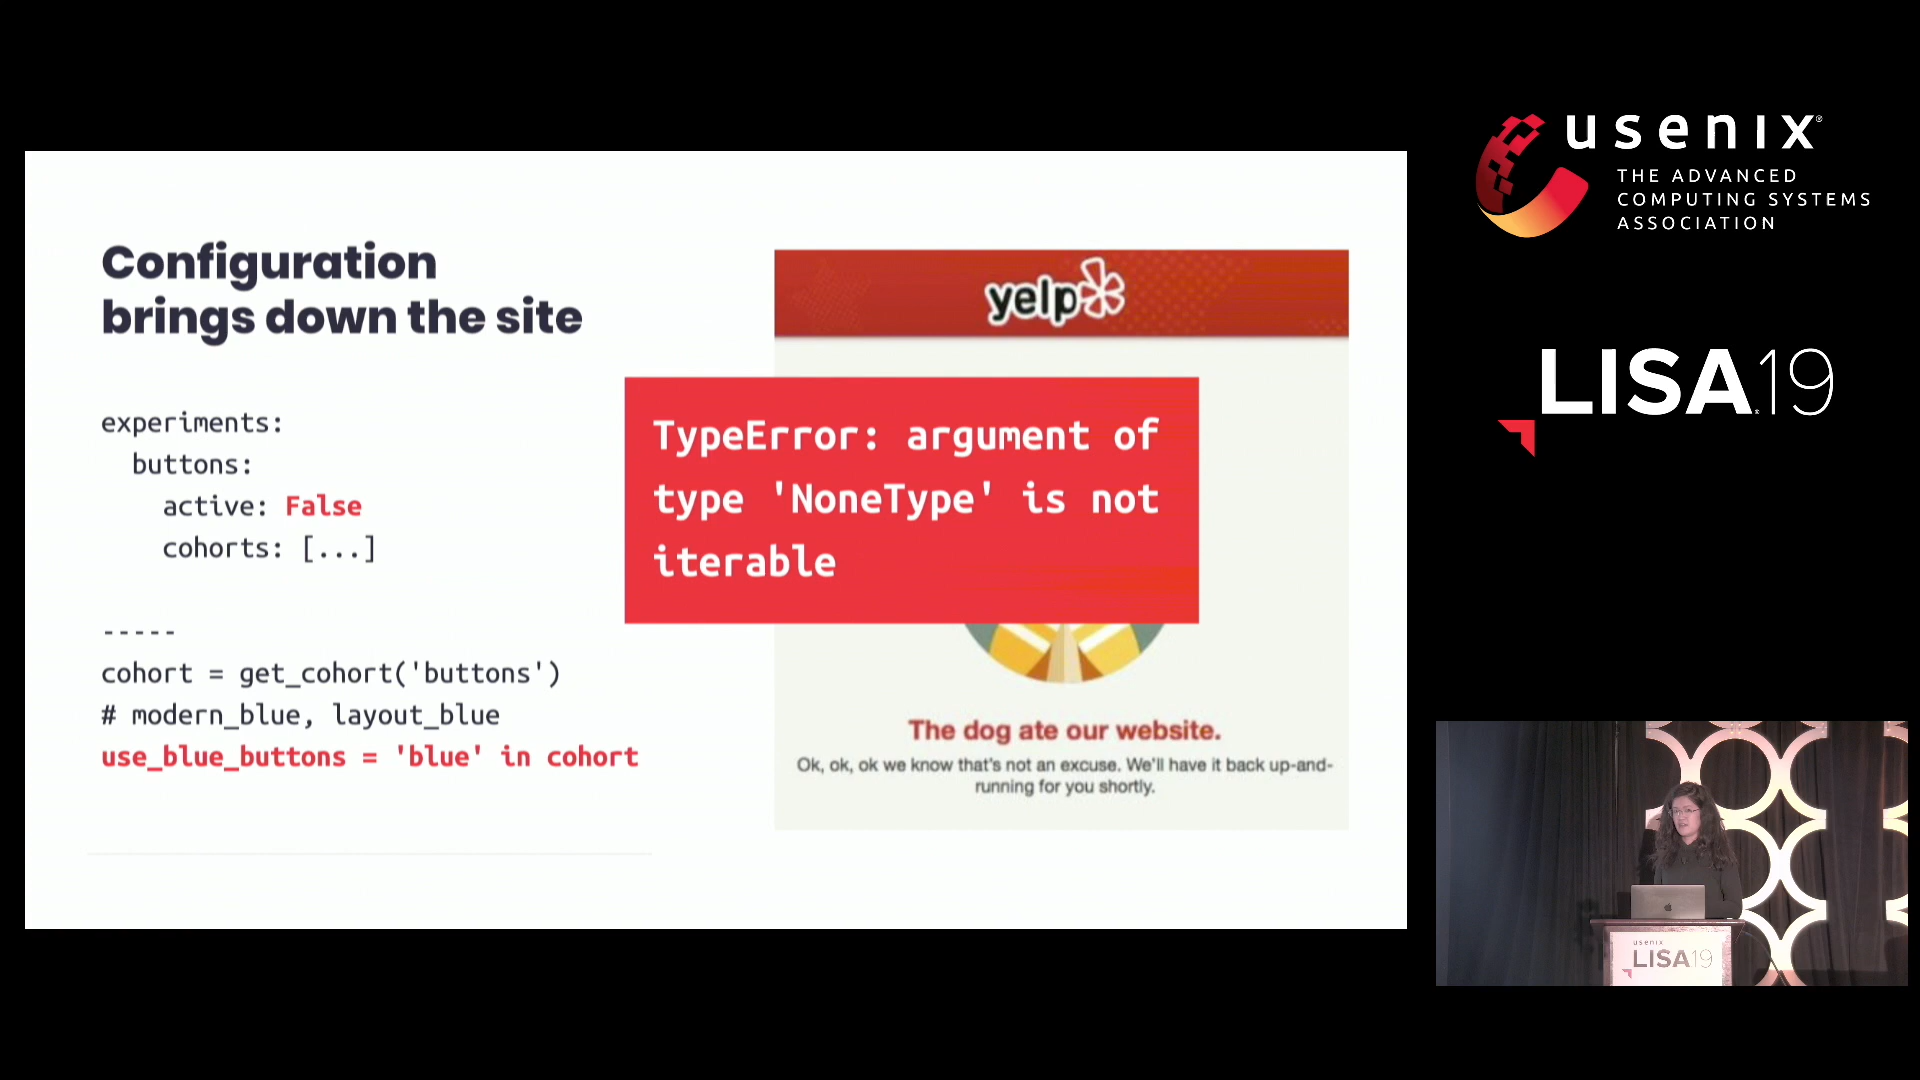 Configuration
brings down the site
experiments:
buttons:
active: False
cohorts: [...]
-----
cohort = get_cohort('buttons')
# modern_blue, layout_blue
use_blue_buttons = 'blue' in cohort
yelp
TypeError: argument of
type 'NoneType' is not
iterable
The dog ate our website.
Ok, ok, ok we know that's not an excuse. We'll have it back up-and-
running for you shortly.
usenix®
THE ADVANCED
COMPUTING SYSTEMS
ASSOCIATION
LISA19
usenix
LISA19